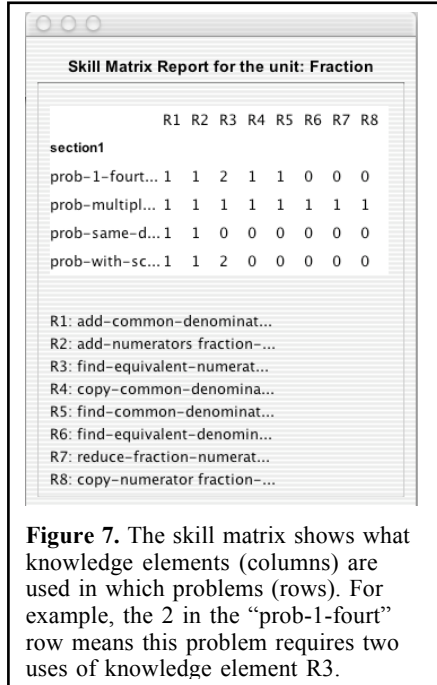 Skill Matrix Report for the unit: Fraction
R1 R2 R3 R4 R5 R6 R7 R8
section1
prob-1-fourt... 1 1 2 1 1 0 0 0
prob-multipl... 1 1 1 1 1 1 1 1
prob-same-d... 1 1 0 0 0 0 0 0
prob-with-sc... 1 1 2 0 0 0 0 0
R1: add-common-denominat...
R2: add-numerators fraction-...
R3: find-equivalent-numerat...
R4: copy-common-denomina...
R5: find-common-denominat...
R6: find-equivalent-denomin...
R7: reduce-fraction-numerat...
R8: copy-numerator fraction-...
Figure 7. The skill matrix shows what
knowledge elements (columns) are
used in which problems (rows). For
example, the 2 in the “prob-1-fourt”
row means this problem requires two
uses of knowledge element R3.